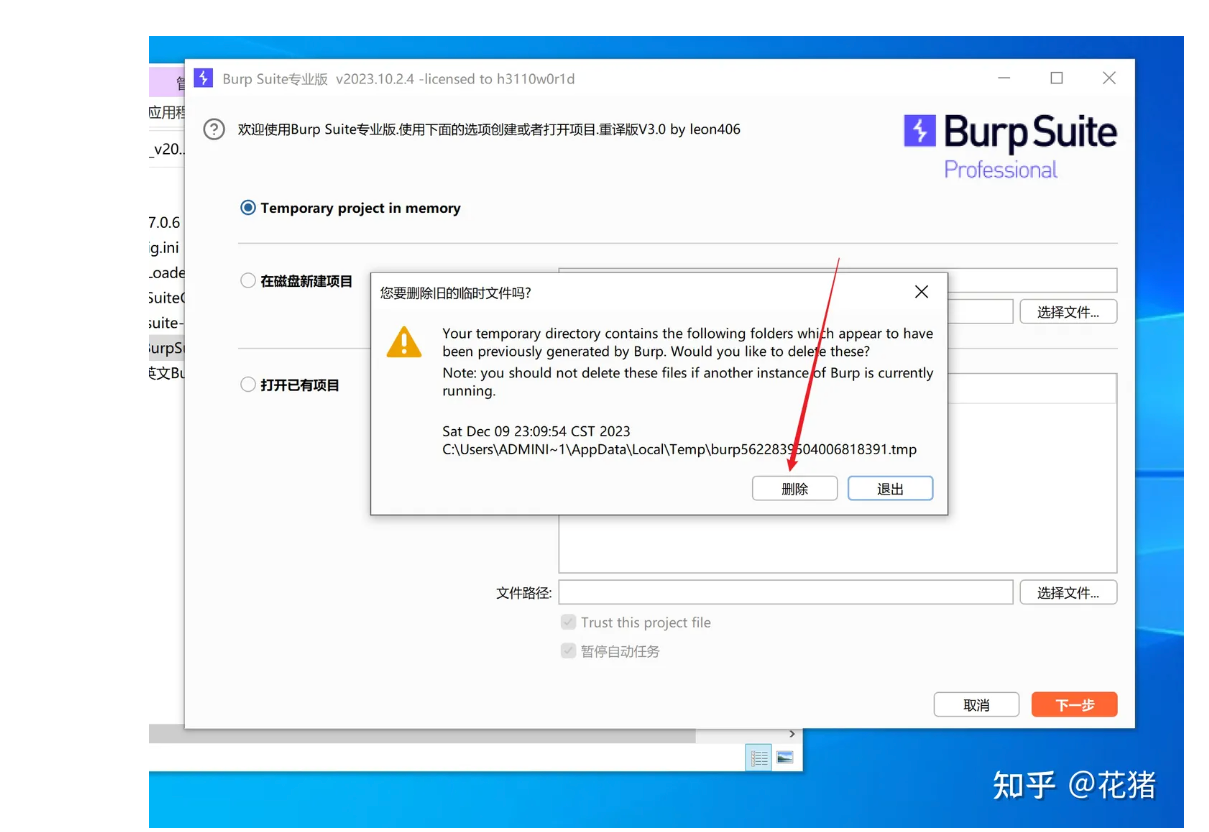 Burp Suite专业版 v2023.10.2.4 -licensed to h3110w0r1d
应用程
欢迎使用Burp Suite专业版.使用下面的选项创建或者打开项目.重译版V3.0 by leon406
Burp Suite
Professional
_v20..
Temporary project in memory
7.0.6
ig.ini
Loade
在磁盘新建项目
SuiteC
选择文件...
suite-
BurpSu
英文Bu
打开已有项目
您要删除旧的临时文件吗?
Your temporary directory contains the following folders which appear to have
been previously generated by Burp. Would you like to delete these?
Note: you should not delete these files if another instance of Burp is currently
running.
Sat Dec 09 23:09:54 CST 2023
C:\Users\ADMINI~1\AppData\Local\Temp\burp5622839504006818391.tmp
删除
退出
文件路径:
选择文件...
Trust this project file
暂停自动任务
取消
下一步
知乎 @花猪